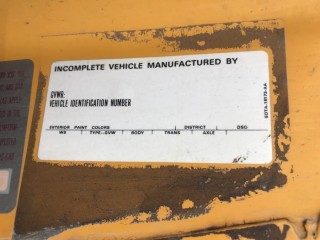 INCOMPLETE VEHICLE MANUFACTURED BY
GVWR:
VEHICLE IDENTIFICATION NUMBER
EXTERIOR PAINT COLORS DISTRICT DSO
WB TYPE-GVW BODY TRANS AXLE